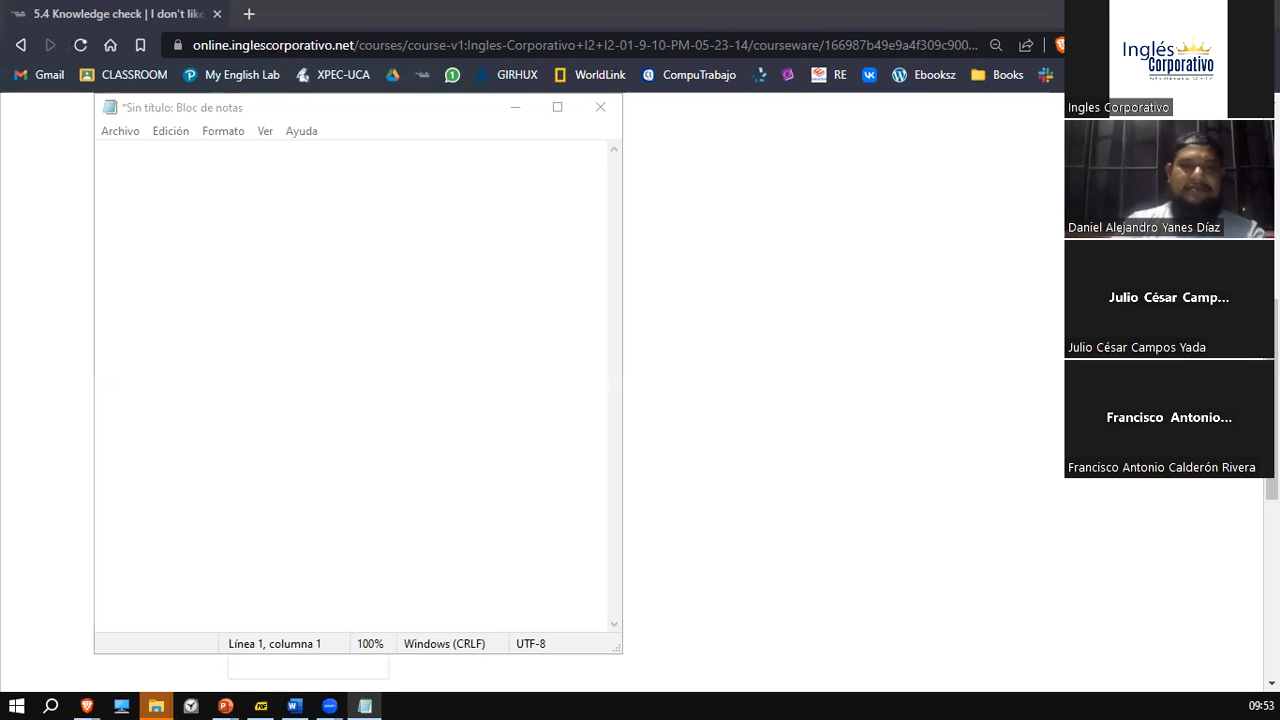 5.4 Knowledge check | I don't like
online.inglescorporativo.net/courses/course-v1:Ingles-Corporativo+I2+I2-01-9-10-PM-05-23-14/courseware/166987b49e9a4f309c900...
Gmail
CLASSROOM
My English Lab
XPEC-UCA
GIRHUX
WorldLink
CompuTrabajo
RE
Ebooksz
Books
*Sin título: Bloc de notas
Archivo
Edición
Formato
Ver
Ayuda
Línea 1, columna 1
100%
Windows (CRLF)
UTF-8
Inglés
Corporativo
Ingles Corporativo
Daniel Alejandro Yanes Díaz
Julio César Camp...
Julio César Campos Yada
Francisco Antonio...
Francisco Antonio Calderón Rivera
09:53